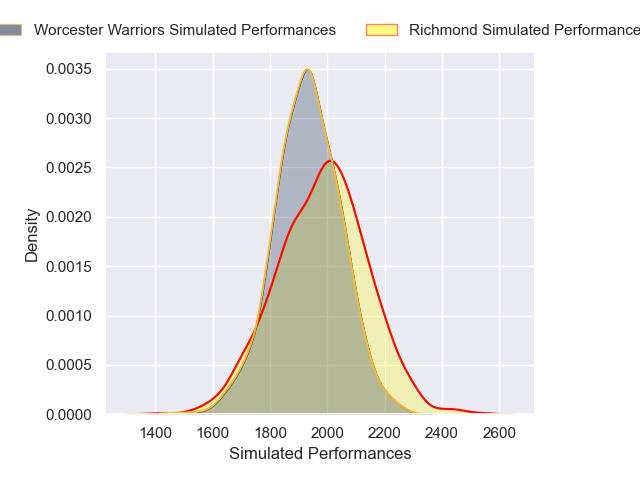 Worcester Warriors Simulated Performances
Richmond Simulated Performance
0.0035
0.0030
0.0025
0.0020
0.0015
0.0010
0.0005
0.0000
Density
1400 1600 1800 2000 2200 2400 2600
Simulated Performances